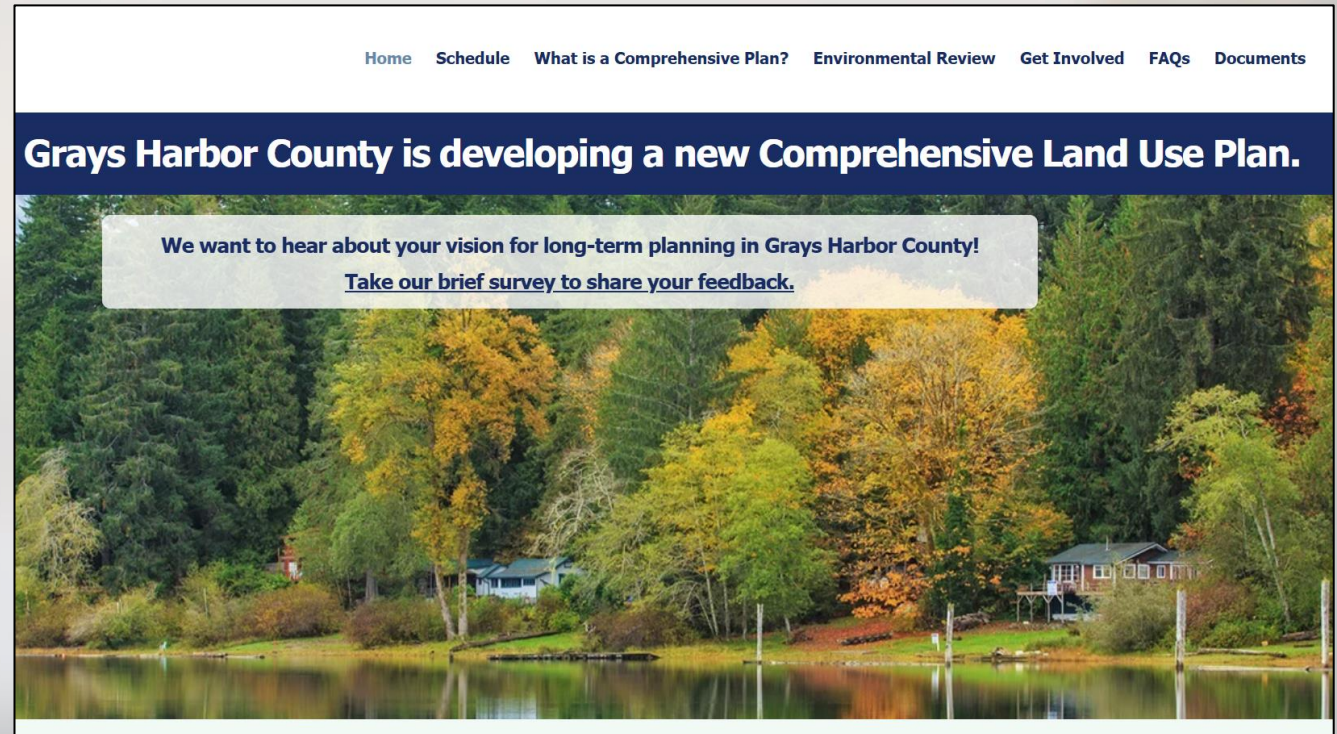 Home Schedule What is a Comprehensive Plan? Environmental Review Get Involved FAQs Documents
Grays Harbor County is developing a new Comprehensive Land Use Plan.
We want to hear about your vision for long-term planning in Grays Harbor County!
Take our brief survey to share your feedback.